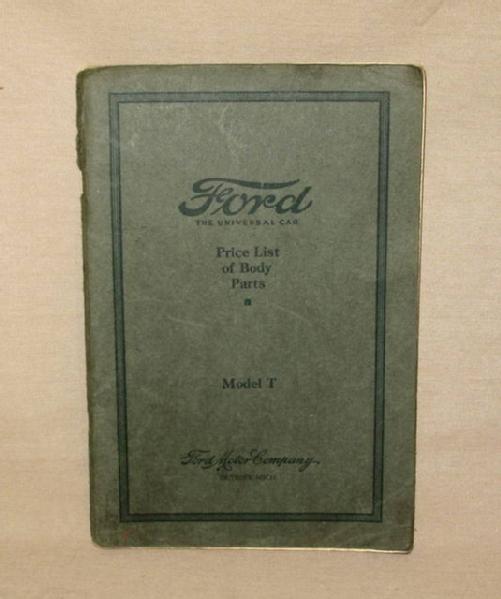 Ford
THE UNIVERSAL CAR
Price List
of Body
Parts
Model T
Ford Motor Company
DETROIT, MICH.